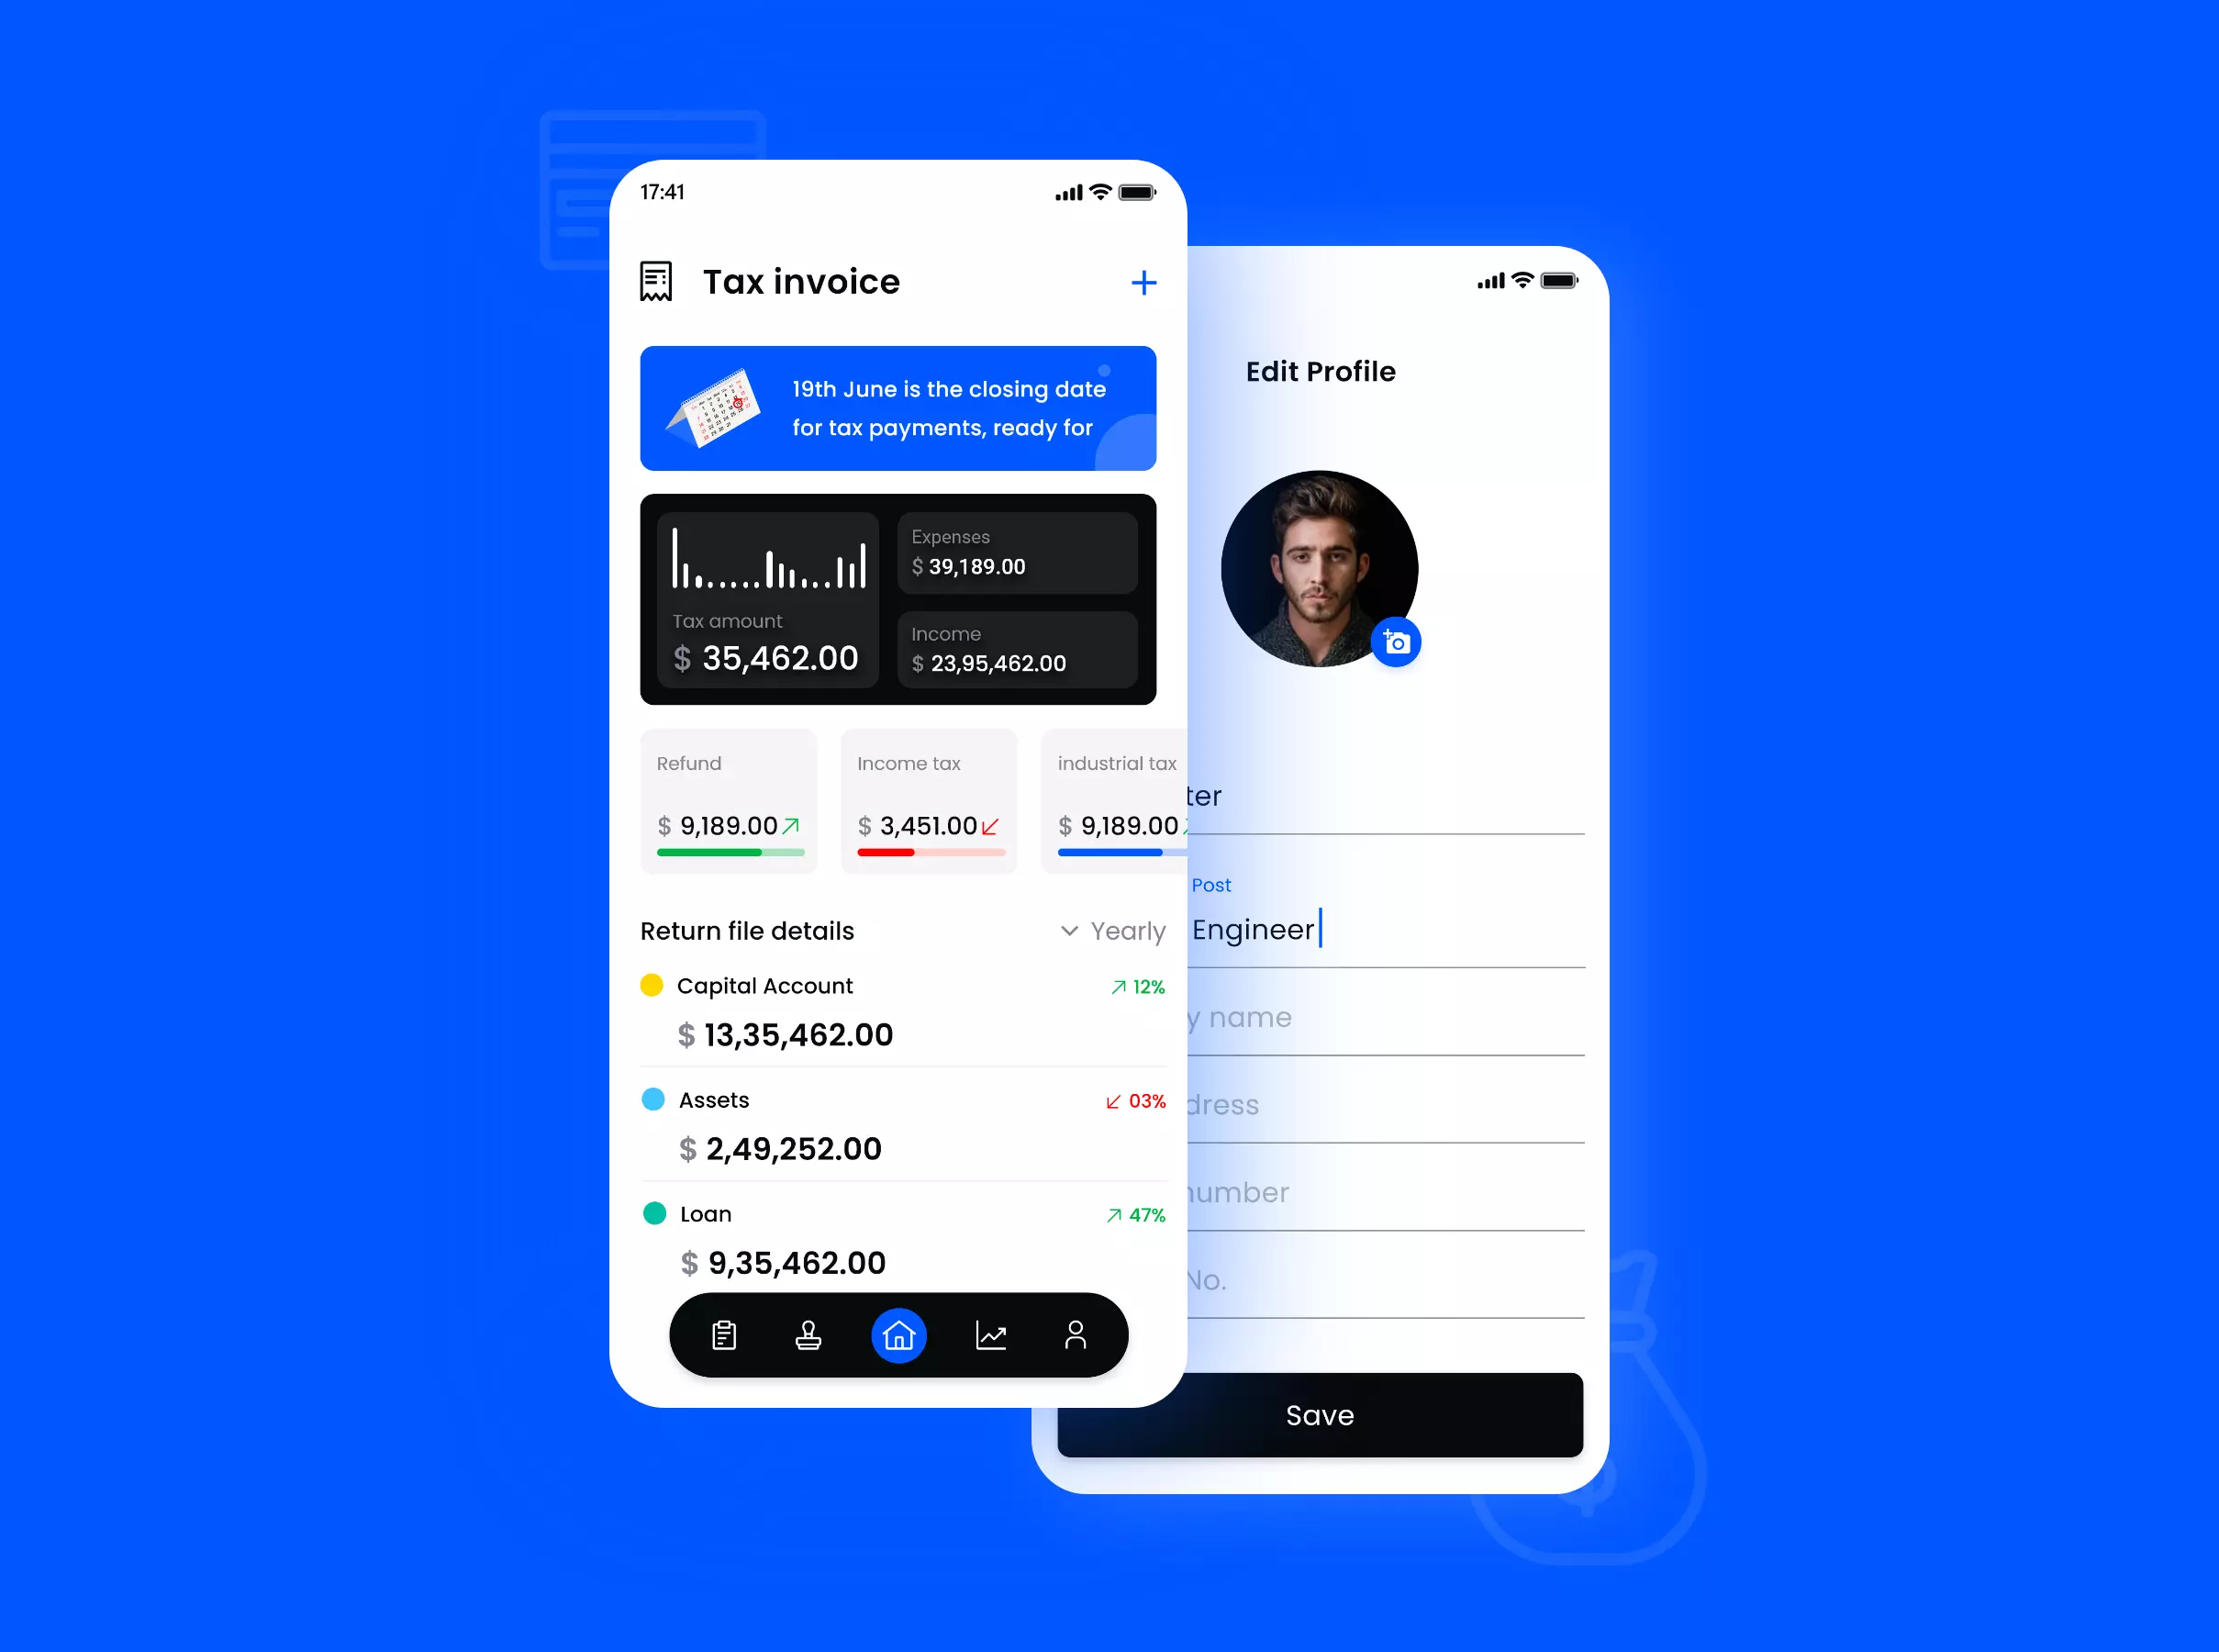 17:41
Tax invoice
19th June is the closing date
for tax payments, ready for
Expenses
$ 39,189.00
Tax amount
$ 35,462.00
Income
$ 23,95,462.00
Refund
$ 9,189.00
Income tax
$ 3,451.00
industrial tax
$ 9,189.00
Return file details
Yearly
Capital Account
12%
$ 13,35,462.00
Assets
03%
$ 2,49,252.00
Loan
47%
$ 9,35,462.00
Edit Profile
ter
Post
Engineer
y name
dress
number
No.
Save